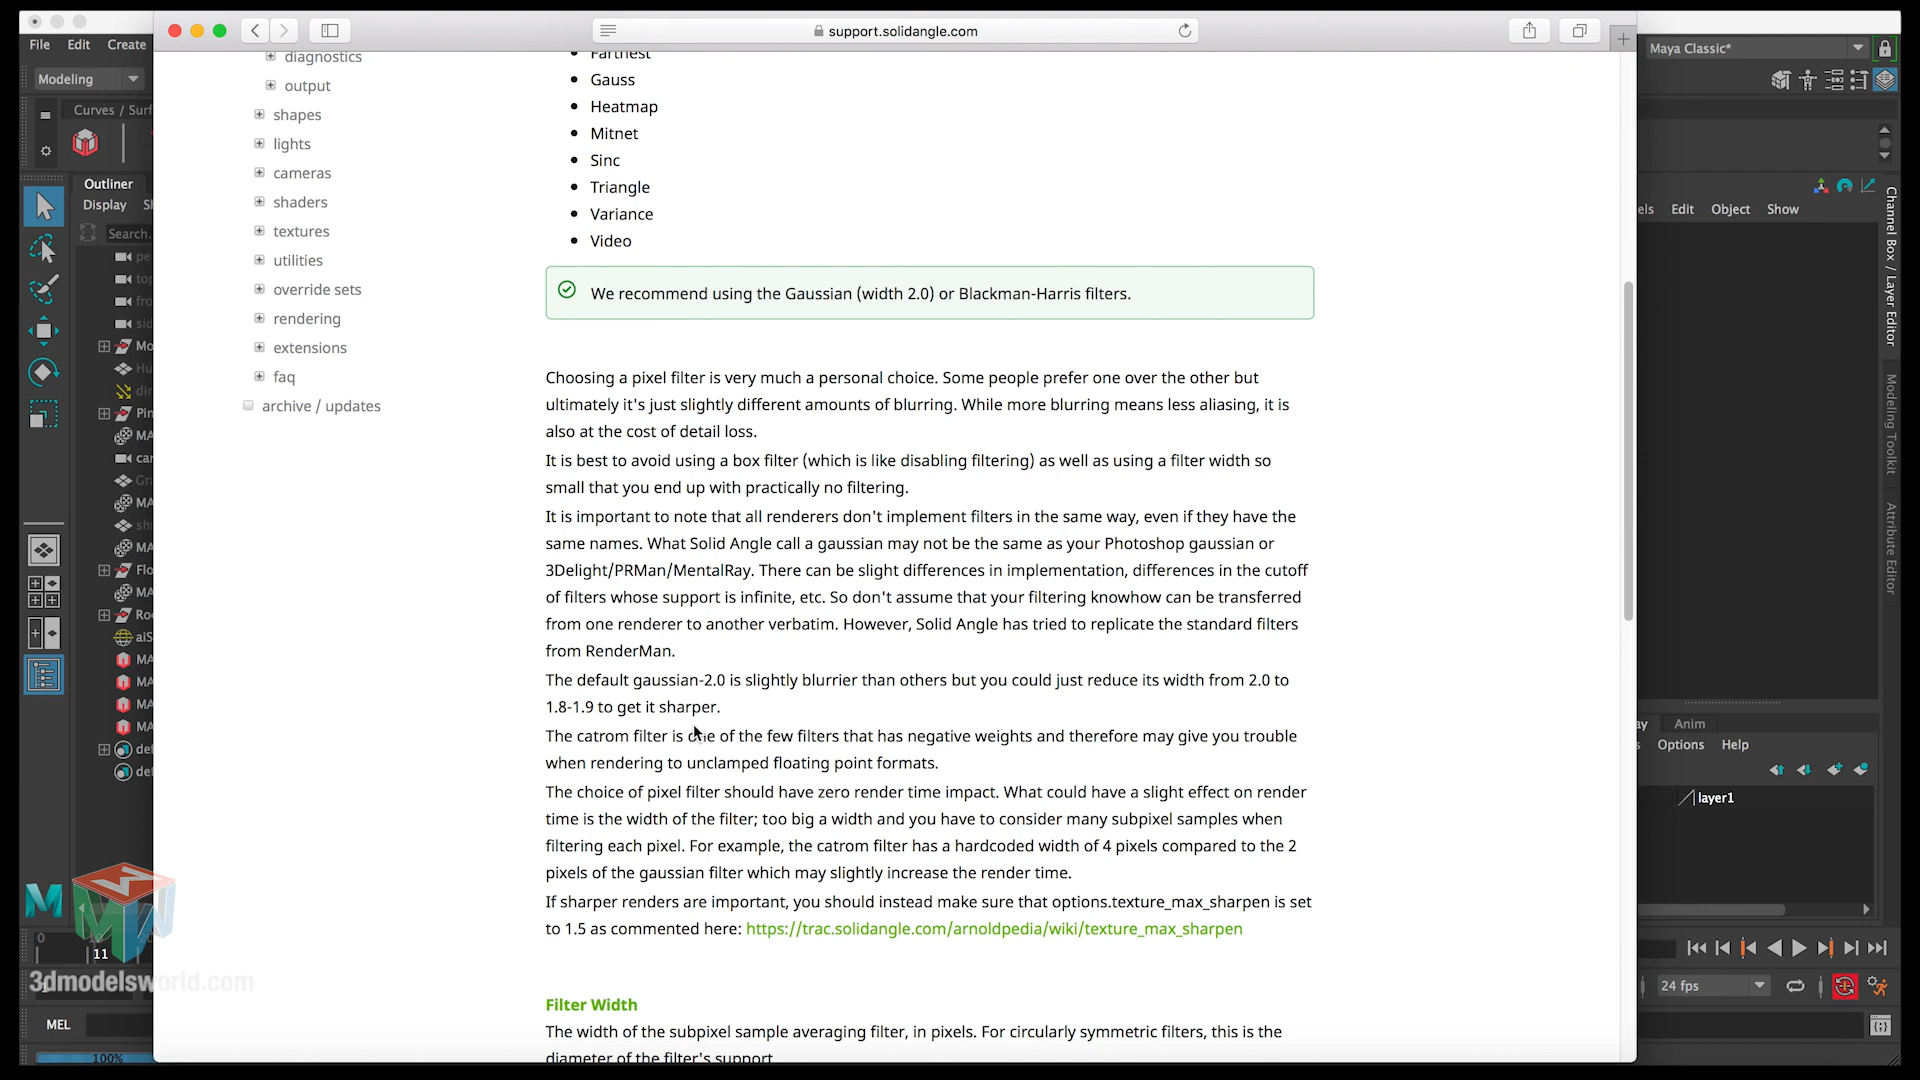 support.solidangle.com
Maya Classic*
File Edit Create
Modeling
Curves / Surf
Outliner
Display
Search.
diagnostics
output
shapes
lights
cameras
shaders
textures
utilities
override sets
rendering
extensions
faq
archive / updates
Farthest
Gauss
Heatmap
Mitnet
Sinc
Triangle
Variance
Video
We recommend using the Gaussian (width 2.0) or Blackman-Harris filters.
Choosing a pixel filter is very much a personal choice. Some people prefer one over the other but
ultimately it's just slightly different amounts of blurring. While more blurring means less aliasing, it is
also at the cost of detail loss.
It is best to avoid using a box filter (which is like disabling filtering) as well as using a filter width so
small that you end up with practically no filtering.
It is important to note that all renderers don't implement filters in the same way, even if they have the
same names. What Solid Angle call a gaussian may not be the same as your Photoshop gaussian or
3Delight/PRMan/MentalRay. There can be slight differences in implementation, differences in the cutoff
of filters whose support is infinite, etc. So don't assume that your filtering knowhow can be transferred
from one renderer to another verbatim. However, Solid Angle has tried to replicate the standard filters
from RenderMan.
The default gaussian-2.0 is slightly blurrier than others but you could just reduce its width from 2.0 to
1.8-1.9 to get it sharper.
The catrom filter is one of the few filters that has negative weights and therefore may give you trouble
when rendering to unclamped floating point formats.
The choice of pixel filter should have zero render time impact. What could have a slight effect on render
time is the width of the filter; too big a width and you have to consider many subpixel samples when
filtering each pixel. For example, the catrom filter has a hardcoded width of 4 pixels compared to the 2
pixels of the gaussian filter which may slightly increase the render time.
If sharper renders are important, you should instead make sure that options.texture_max_sharpen is set
to 1.5 as commented here: https://trac.solidangle.com/arnoldpedia/wiki/texture_max_sharpen
Filter Width
The width of the subpixel sample averaging filter, in pixels. For circularly symmetric filters, this is the
diameter of the filter's support
els Edit Object Show
Channel Box / Layer Editor
Modeling Toolkit
Attribute Editor
ay Anim
s Options Help
layer1
24 fps
0
11
3dmodelsworld.com
MEL
100%